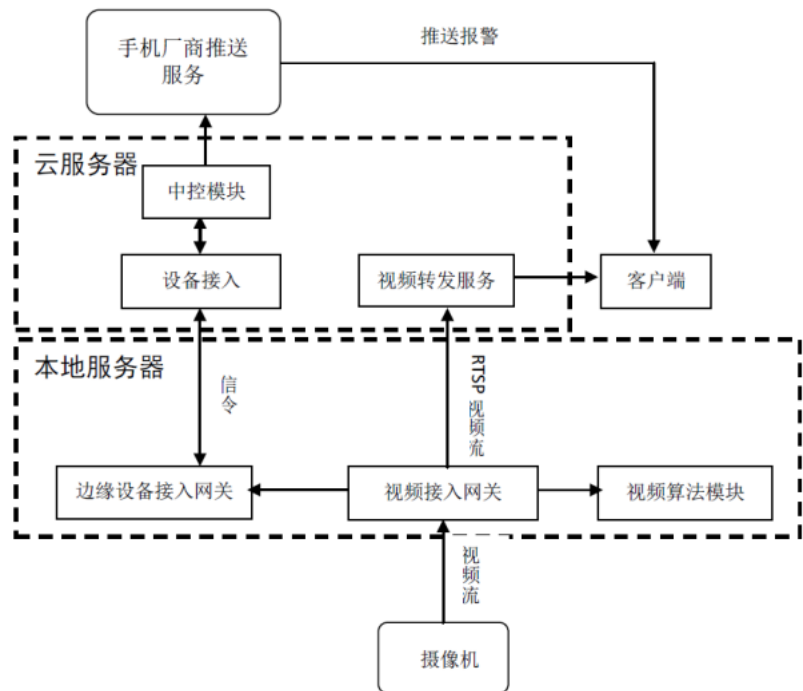 手机厂商推送
服务
推送报警
云服务器
中控模块
设备接入
视频转发服务
客户端
本地服务器
信令
RTSP 视频流
边缘设备接入网关
视频接入网关
视频算法模块
视频流
摄像机